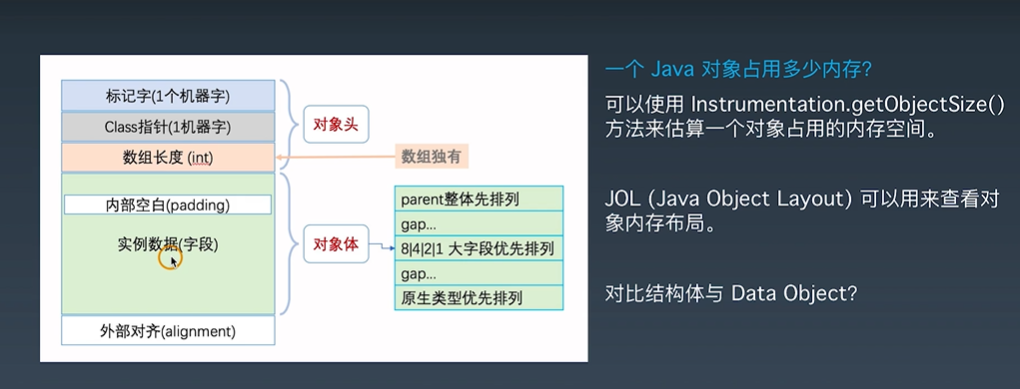 标记字(1个机器字)
Class指针(1机器字)
数组长度 (int)
内部空白(padding)
实例数据(字段)
外部对齐(alignment)
对象头
数组独有
对象体
parent整体先排列
gap...
8|4|2|1 大字段优先排列
gap...
原生类型优先排列
一个 Java 对象占用多少内存?
可以使用 Instrumentation.getObjectSize()
方法来估算一个对象占用的内存空间。
JOL (Java Object Layout) 可以用来查看对
象内存布局。
对比结构体与 Data Object?